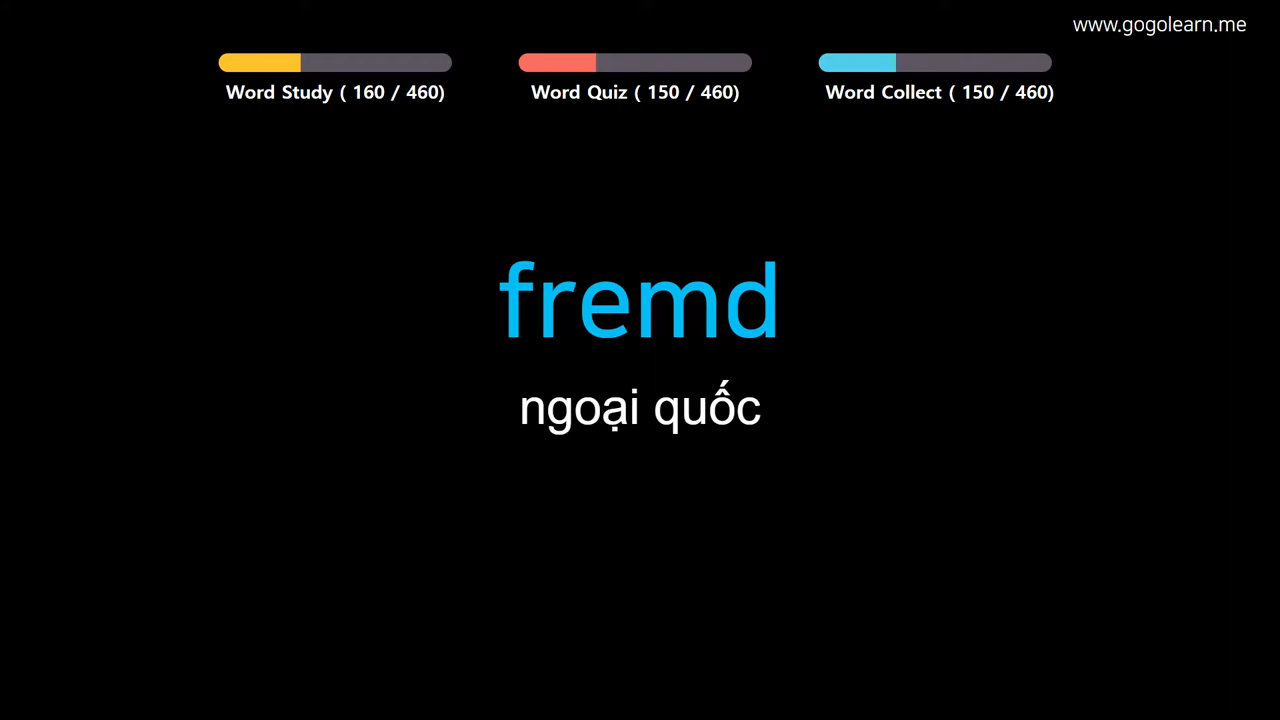 www.gogolearn.me
Word Study ( 160 / 460)
Word Quiz ( 150 / 460)
Word Collect ( 150 / 460)
fremd
ngoại quốc